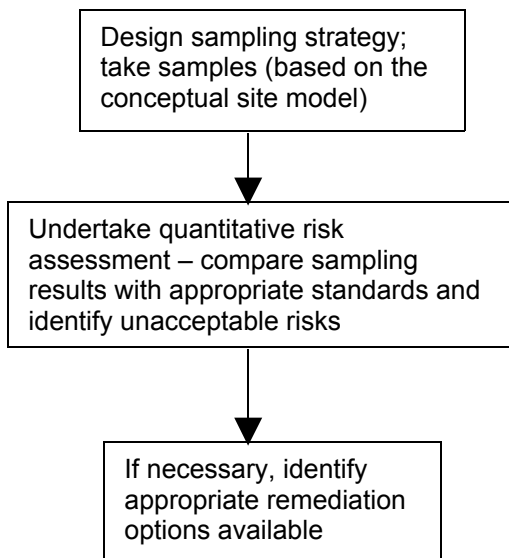 Design sampling strategy;
take samples (based on the
conceptual site model)
Undertake quantitative risk
assessment – compare sampling
results with appropriate standards and
identify unacceptable risks
If necessary, identify
appropriate remediation
options available